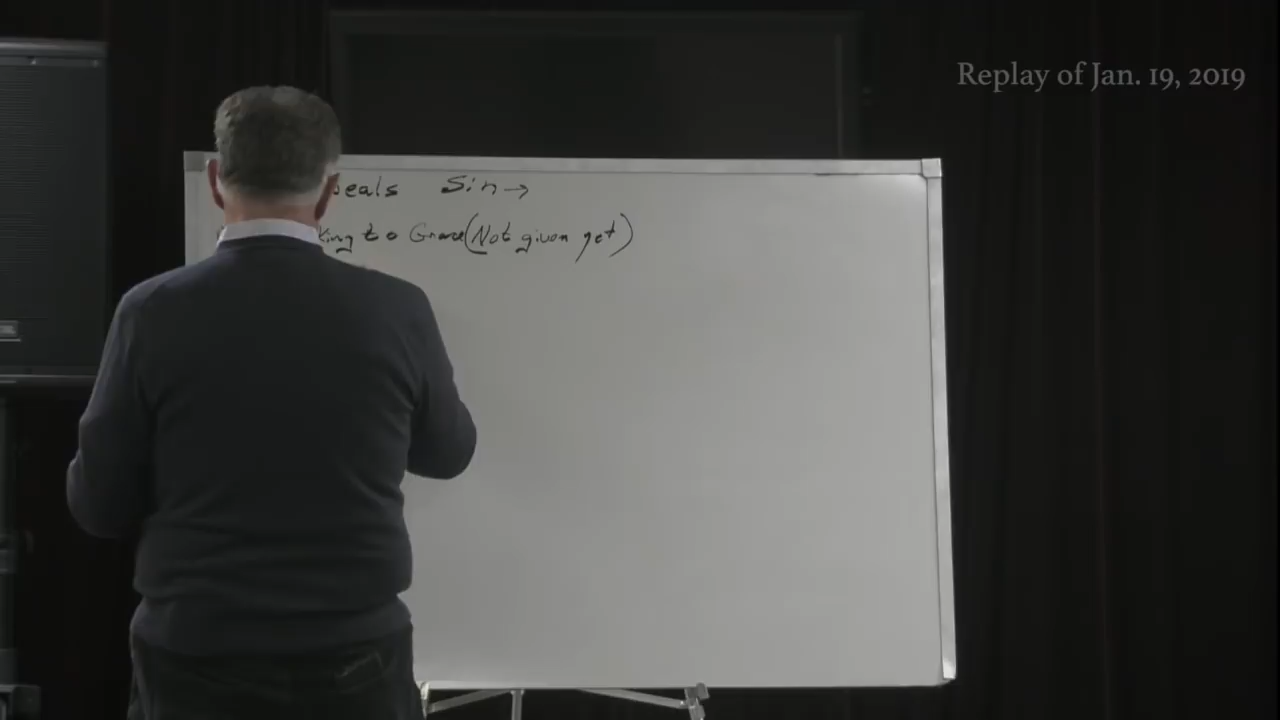 Replay of Jan. 19, 2019
eals Sin→
king to Grace (Not given yet)